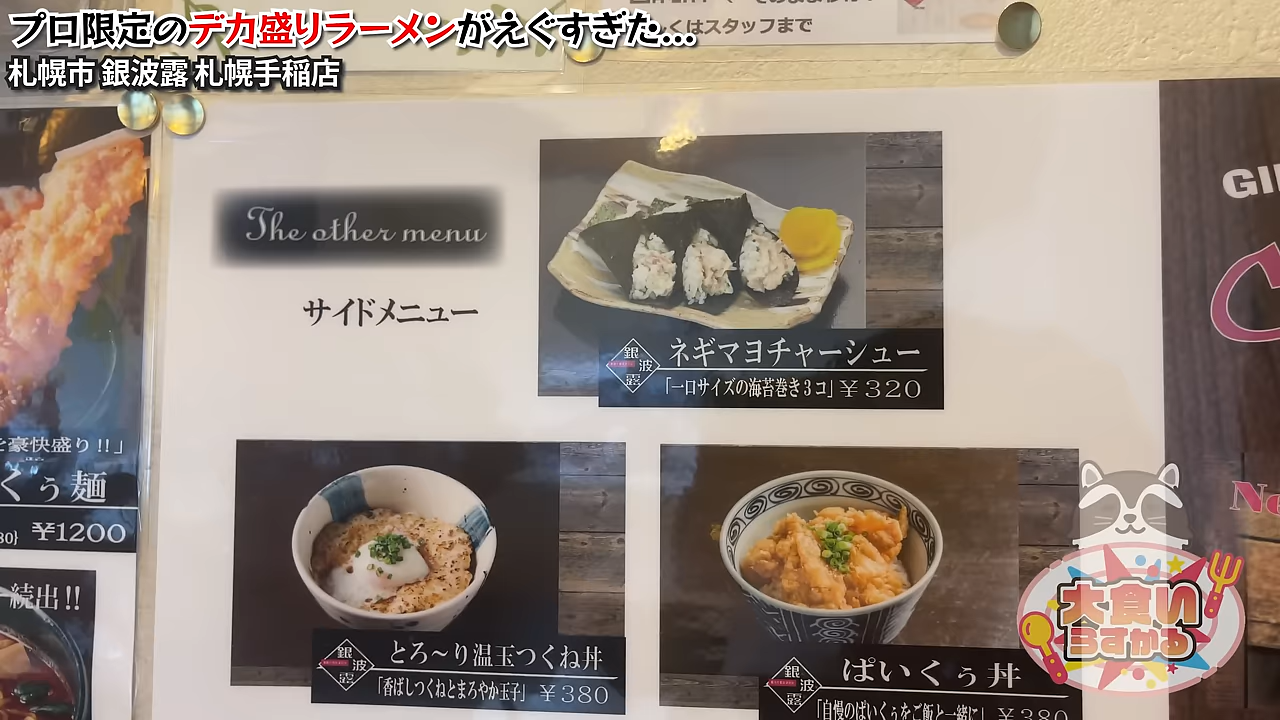 プロ限定のデカ盛りラーメンがえぐすぎた...
札幌市 銀波露 札幌手稲店
くはスタッフまで
The other menu
サイドメニュー
銀波露
ネギマヨチャーシュー
「一口サイズの海苔巻き3コ」¥320
豪快盛り!!」
くぅ麺
80} ¥1200
続出!!
銀波露
とろ～り温玉つくね丼
「香ばしつくねとまろやか玉子」¥380
銀波露
ぱいくぅ丼
「自慢のぱいくぅをご飯と一緒に」¥380
GI
Ne
大食い
らすかる